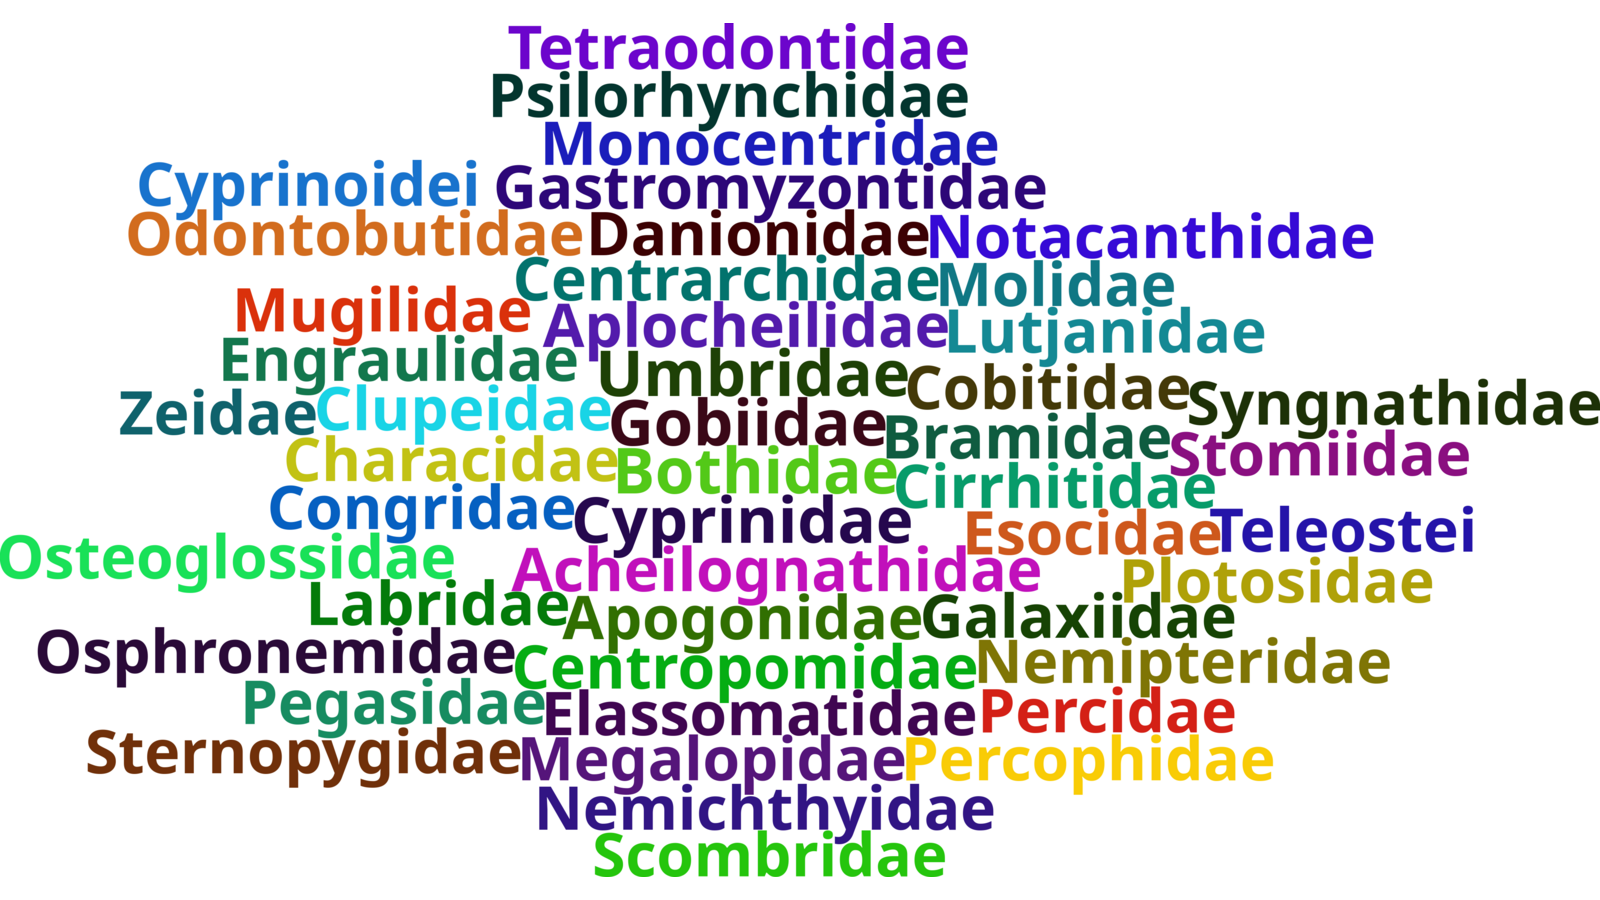 Tetraodontidae
Psilorhynchidae
Monocentridae
Cyprinoidei Gastromyzontidae
Odontobutidae Danionidae Notacanthidae
Centrarchidae Molidae
Mugilidae Aplocheilidae Lutjanidae
Engraulidae Umbridae Cobitidae Syngnathidae
Zeidae Clupeidae Gobiidae Bramidae Stomiidae
Characidae Bothidae Cirrhitidae
Congridae Cyprinidae Esocidae Teleostei
Osteoglossidae Acheilognathidae Plotosidae
Labridae Apogonidae Galaxiidae
Osphronemidae Centropomidae Nemipteridae
Pegasidae Elassomatidae Percidae
Sternopygidae Megalopidae Percophidae
Nemichthyidae
Scombridae